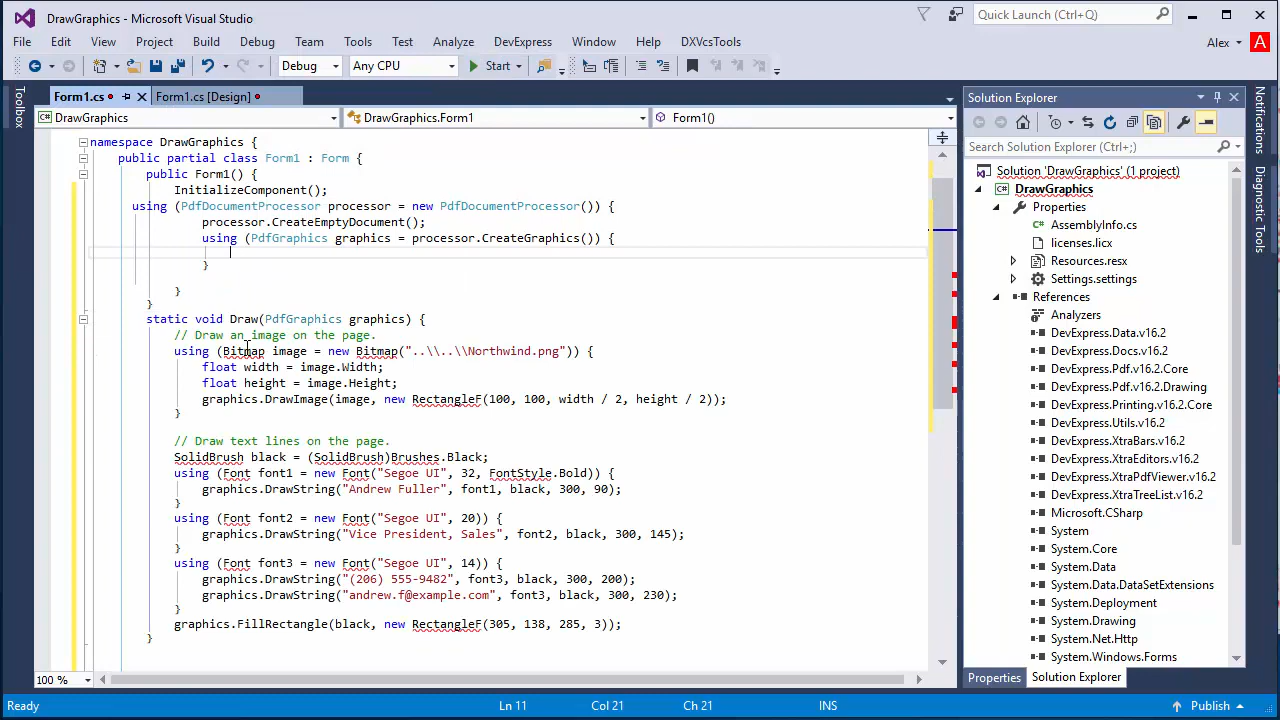 DrawGraphics - Microsoft Visual Studio
Quick Launch (Ctrl+Q)
File Edit View Project Build Debug Team Tools Test Analyze DevExpress Window Help DXVcsTools
Alex A
Debug Any CPU Start
Toolbox
Form1.cs Form1.cs [Design]
DrawGraphics DrawGraphics.Form1 Form1()
namespace DrawGraphics {
public partial class Form1 : Form {
public Form1() {
InitializeComponent();
using (PdfDocumentProcessor processor = new PdfDocumentProcessor()) {
processor.CreateEmptyDocument();
using (PdfGraphics graphics = processor.CreateGraphics()) {
}
}
}
static void Draw(PdfGraphics graphics) {
// Draw an image on the page.
using (Bitmap image = new Bitmap("..\\..\\Northwind.png")) {
float width = image.Width;
float height = image.Height;
graphics.DrawImage(image, new RectangleF(100, 100, width / 2, height / 2));
}
// Draw text lines on the page.
SolidBrush black = (SolidBrush)Brushes.Black;
using (Font font1 = new Font("Segoe UI", 32, FontStyle.Bold)) {
graphics.DrawString("Andrew Fuller", font1, black, 300, 90);
}
using (Font font2 = new Font("Segoe UI", 20)) {
graphics.DrawString("Vice President, Sales", font2, black, 300, 145);
}
using (Font font3 = new Font("Segoe UI", 14)) {
graphics.DrawString("(206) 555-9482", font3, black, 300, 200);
graphics.DrawString("andrew.f@example.com", font3, black, 300, 230);
}
graphics.FillRectangle(black, new RectangleF(305, 138, 285, 3));
}
100 %
Solution Explorer
Search Solution Explorer (Ctrl+;)
Solution 'DrawGraphics' (1 project)
C# DrawGraphics
Properties
AssemblyInfo.cs
licenses.licx
Resources.resx
Settings.settings
References
Analyzers
DevExpress.Data.v16.2
DevExpress.Docs.v16.2
DevExpress.Pdf.v16.2.Core
DevExpress.Pdf.v16.2.Drawing
DevExpress.Printing.v16.2.Core
DevExpress.Utils.v16.2
DevExpress.XtraBars.v16.2
DevExpress.XtraEditors.v16.2
DevExpress.XtraPdfViewer.v16.2
DevExpress.XtraTreeList.v16.2
Microsoft.CSharp
System
System.Core
System.Data
System.Data.DataSetExtensions
System.Deployment
System.Drawing
System.Net.Http
System.Windows.Forms
Properties Solution Explorer
Notifications
Diagnostic Tools
Ready Ln 11 Col 21 Ch 21 INS Publish